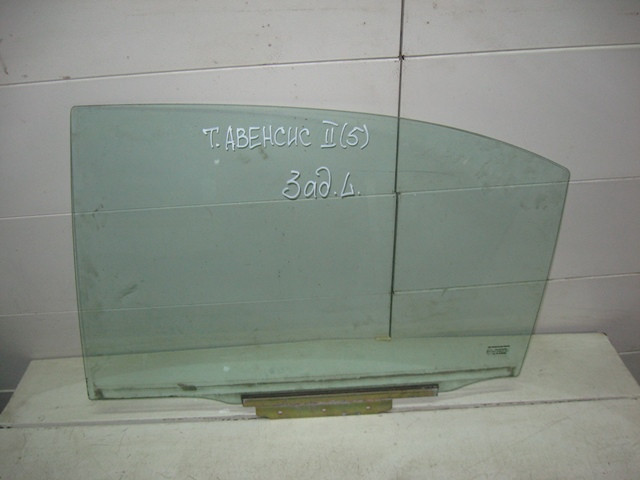 Т. АВЕНСИС II (5)
Зад. L.